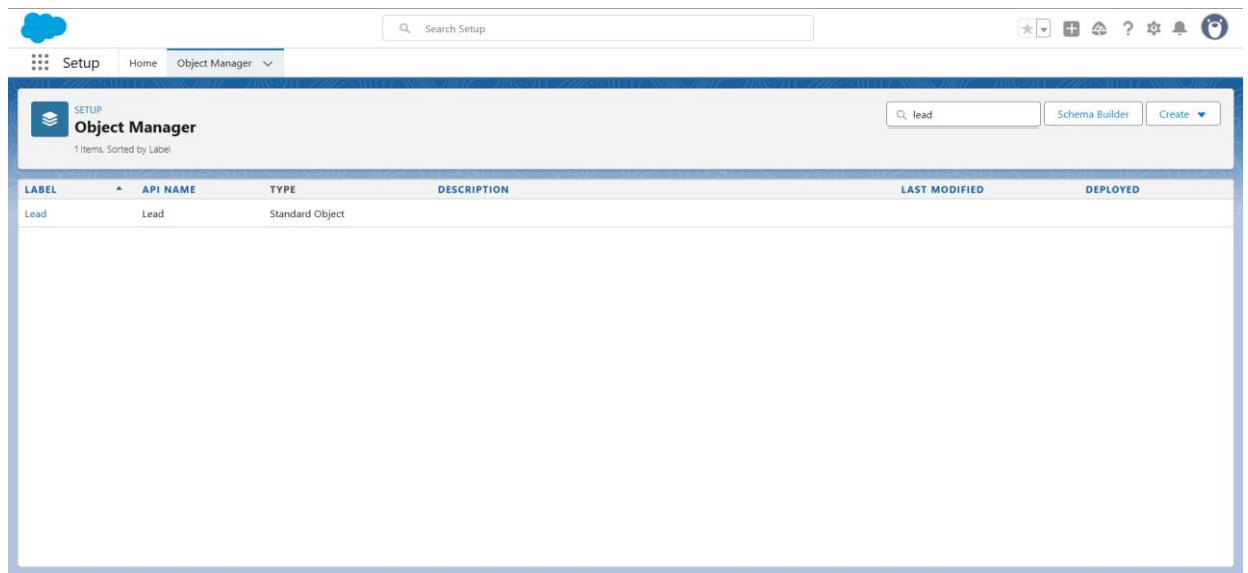 Search Setup
Setup Home Object Manager
SETUP
Object Manager
1 Items, Sorted by Label
lead
Schema Builder
Create
LABEL API NAME TYPE DESCRIPTION LAST MODIFIED DEPLOYED
Lead Lead Standard Object